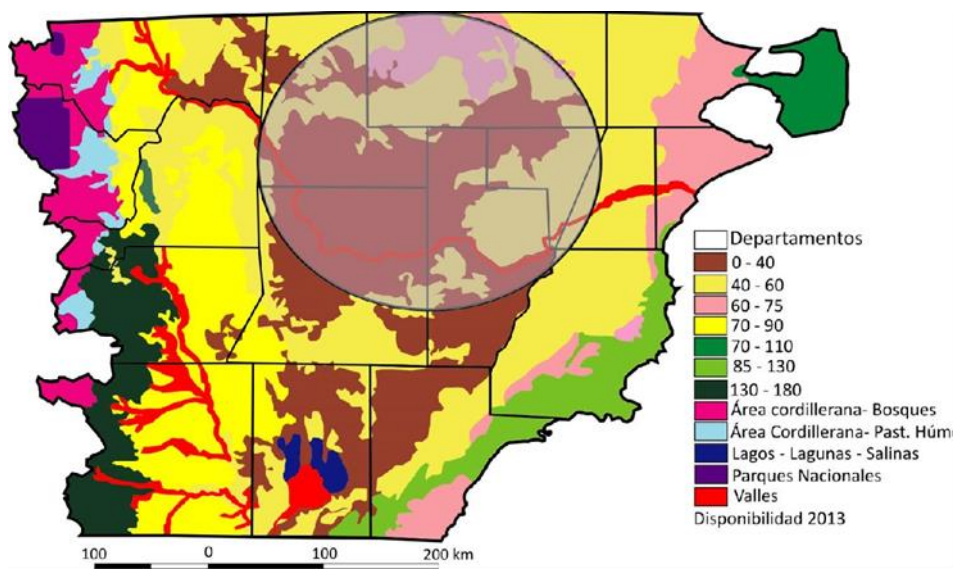 Departamentos
0 - 40
40 - 60
60 - 75
70 - 90
70 - 110
85 - 130
130 - 180
Área cordillerana- Bosques
Área Cordillerana- Past. Húm
Lagos - Lagunas - Salinas
Parques Nacionales
Valles
Disponibilidad 2013
100 0 100 200 km